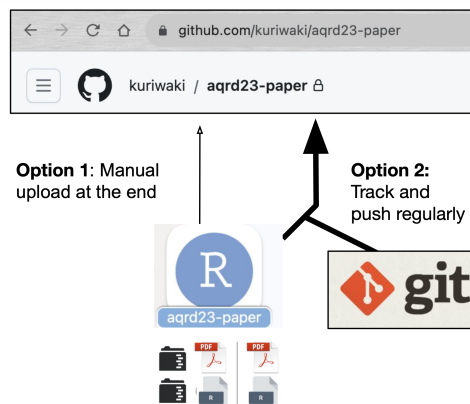 github.com/kuriwaki/aqrd23-paper
kuriwaki / aqrd23-paper
Option 1: Manual
upload at the end
Option 2:
Track and
push regularly
R
git
aqrd23-paper
PDF PDF
R R